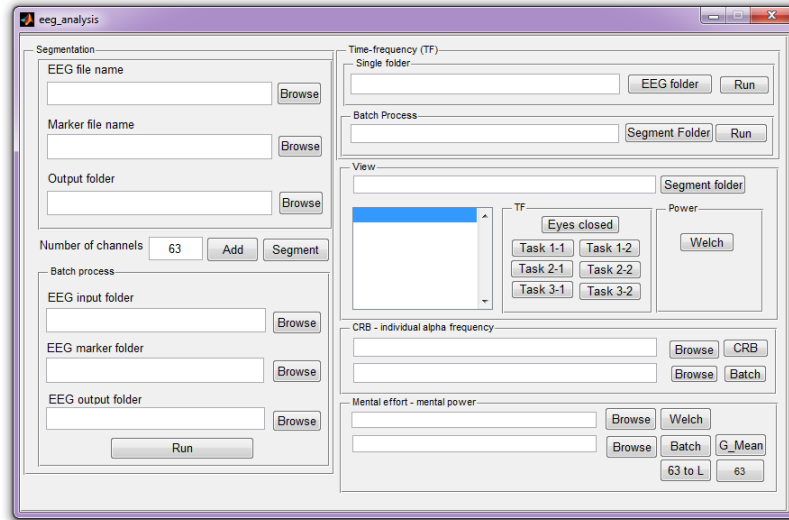 eeg_analysis
Segmentation
EEG file name
Browse
Marker file name
Browse
Output folder
Browse
Number of channels 63 Add Segment
Batch process
EEG input folder
Browse
EEG marker folder
Browse
EEG output folder
Browse
Run
Time-frequency (TF)
Single folder
EEG folder Run
Batch Process
Segment Folder Run
View
Segment folder
TF
Eyes closed
Task 1-1 Task 1-2
Task 2-1 Task 2-2
Task 3-1 Task 3-2
Power
Welch
CRB - individual alpha frequency
Browse CRB
Browse Batch
Mental effort - mental power
Browse Welch
Browse Batch G_Mean
63 to L 63